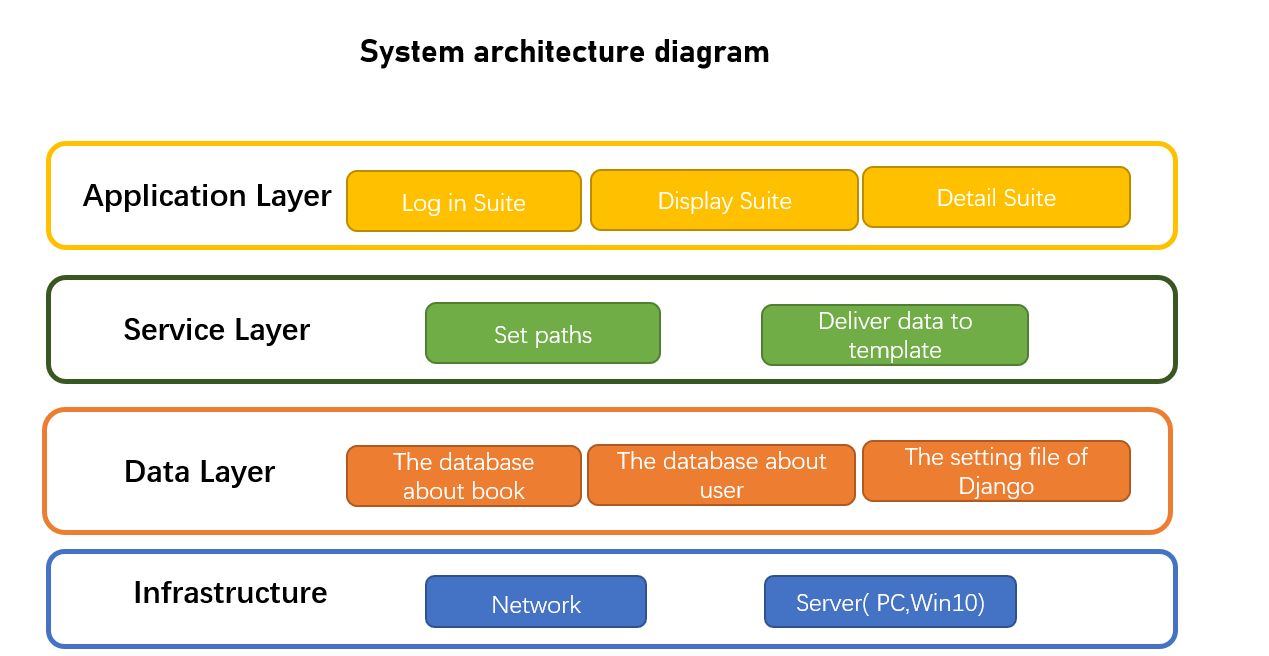 System architecture diagram
Application Layer
Log in Suite
Display Suite
Detail Suite
Service Layer
Set paths
Deliver data to
template
Data Layer
The database
about book
The database about
user
The setting file of
Django
Infrastructure
Network
Server( PC,Win10)